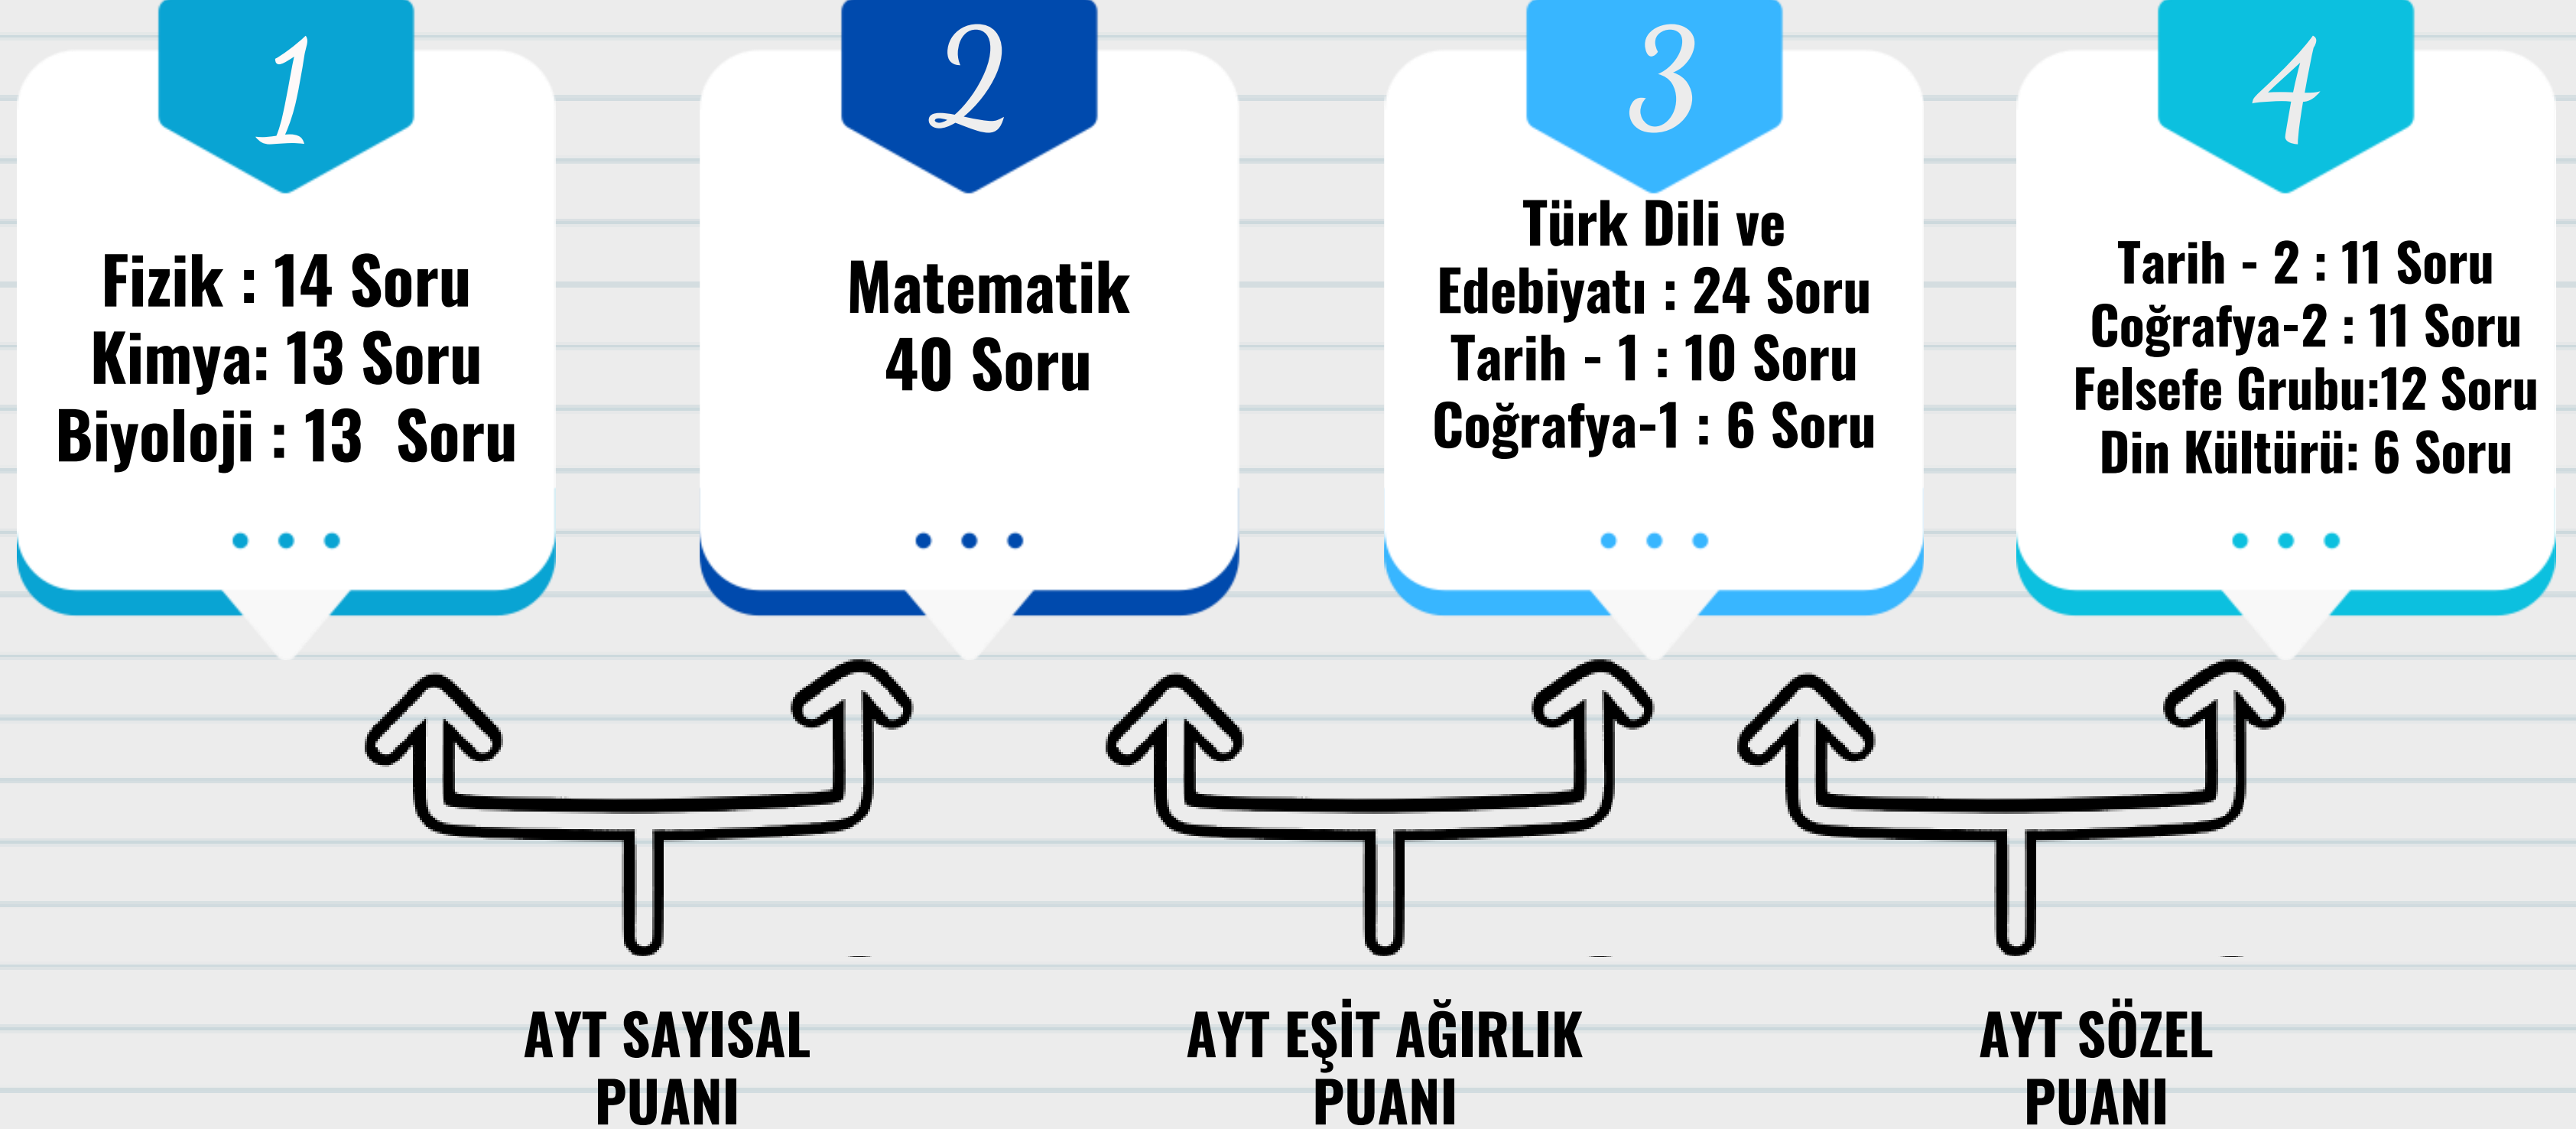 1
Fizik : 14 Soru
Kimya: 13 Soru
Biyoloji : 13 Soru
2
Matematik
40 Soru
3
Türk Dili ve
Edebiyatı : 24 Soru
Tarih - 1 : 10 Soru
Coğrafya-1 : 6 Soru
4
Tarih - 2 : 11 Soru
Coğrafya-2 : 11 Soru
Felsefe Grubu:12 Soru
Din Kültürü: 6 Soru
AYT SAYISAL
PUANI
AYT EŞİT AĞIRLIK
PUANI
AYT SÖZEL
PUANI